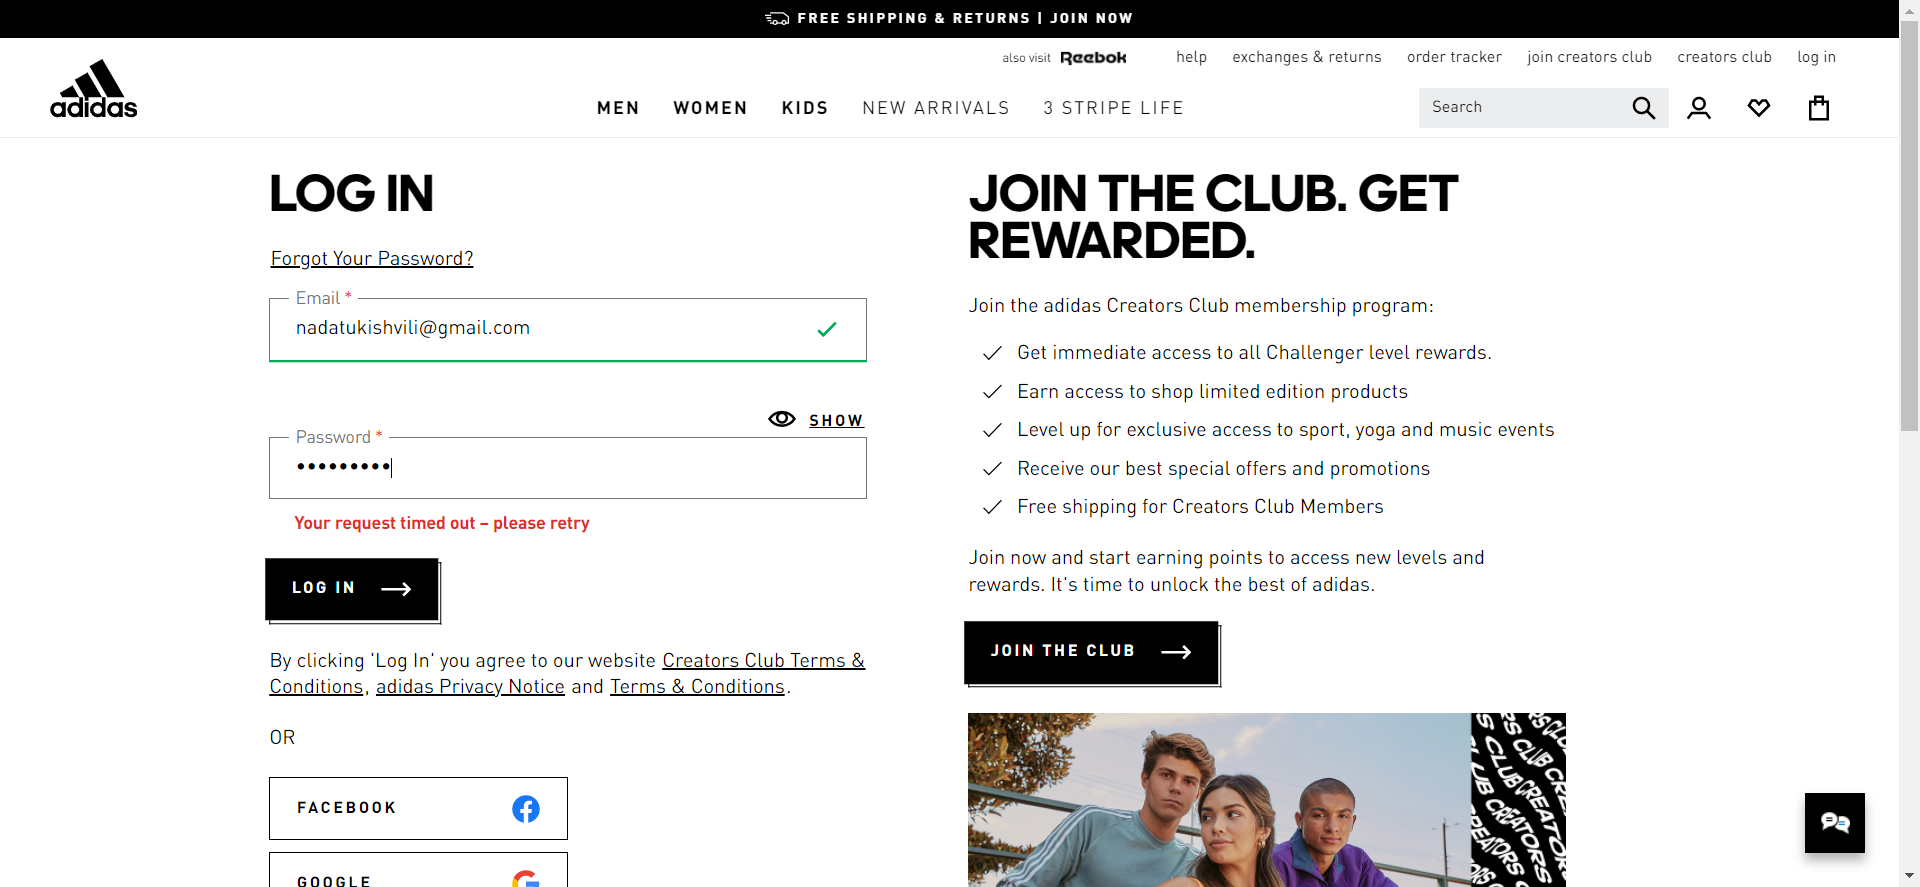 FREE SHIPPING & RETURNS | JOIN NOW
also visit Reebok help exchanges & returns order tracker join creators club creators club log in
adidas
MEN WOMEN KIDS NEW ARRIVALS 3 STRIPE LIFE Search
LOG IN
Forgot Your Password?
Email *
nadatukishvili@gmail.com
SHOW
Password *
•••••••••
Your request timed out – please retry
LOG IN
By clicking 'Log In' you agree to our website Creators Club Terms &
Conditions, adidas Privacy Notice and Terms & Conditions.
OR
FACEBOOK
GOOGLE
JOIN THE CLUB. GET
REWARDED.
Join the adidas Creators Club membership program:
Get immediate access to all Challenger level rewards.
Earn access to shop limited edition products
Level up for exclusive access to sport, yoga and music events
Receive our best special offers and promotions
Free shipping for Creators Club Members
Join now and start earning points to access new levels and
rewards. It's time to unlock the best of adidas.
JOIN THE CLUB
CREATORS CLUB